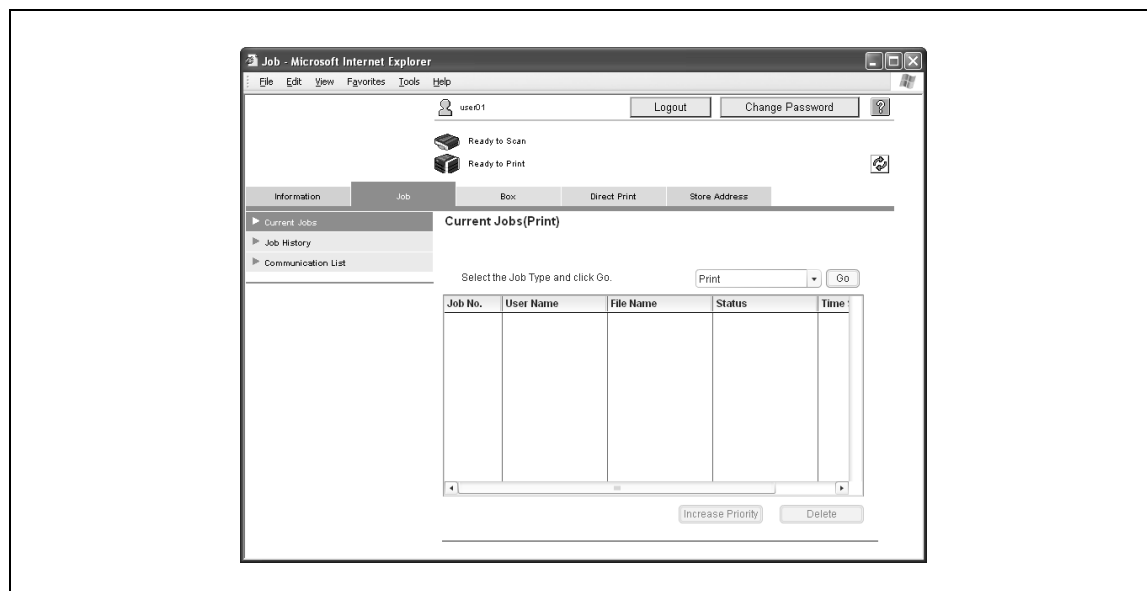 Job - Microsoft Internet Explorer
File Edit View Favorites Tools Help
user01 Logout Change Password ?
Ready to Scan
Ready to Print
Information Job Box Direct Print Store Address
Current Jobs
Job History
Communication List
Current Jobs(Print)
Select the Job Type and click Go. Print Go
Job No. User Name File Name Status Time
Increase Priority Delete